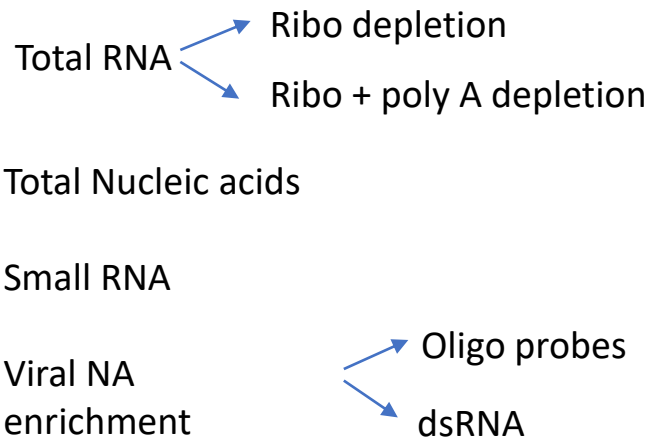 Ribo depletion
Total RNA
Ribo + poly A depletion
Total Nucleic acids
Small RNA
Oligo probes
Viral NA
enrichment
dsRNA